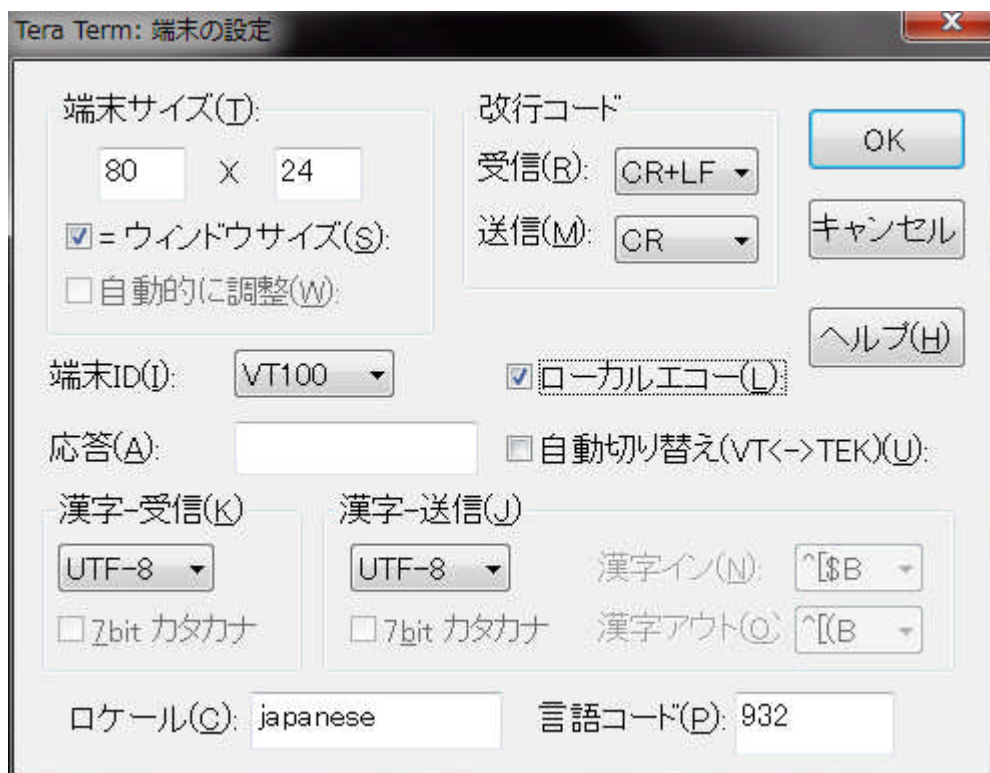 Tera Term: 端末の設定
端末サイズ(T):
80 X 24
= ウィンドウサイズ(S):
自動的に調整(W):
改行コード
受信(R): CR+LF
送信(M): CR
OK
キャンセル
ヘルプ(H)
端末ID(I): VT100
ローカルエコー(L):
応答(A):
自動切り替え(VT<->TEK)(U):
漢字-受信(K)
UTF-8
7bit カタカナ
漢字-送信(J)
UTF-8
7bit カタカナ
漢字イン(N): ^[$B
漢字アウト(O): ^[(B
ロケール(C): japanese
言語コード(P): 932